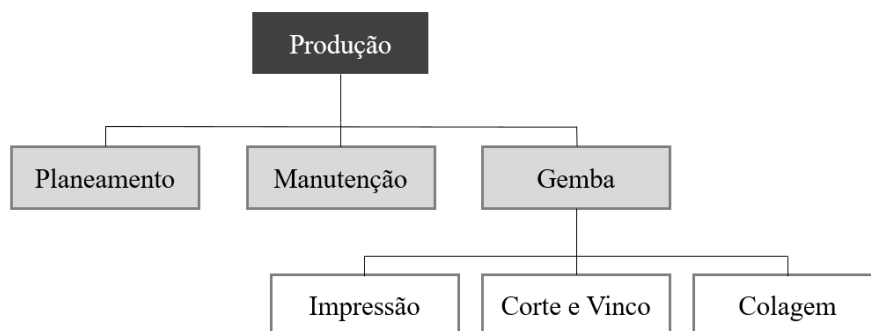 Produção
Planeamento
Manutenção
Gemba
Impressão
Corte e Vinco
Colagem